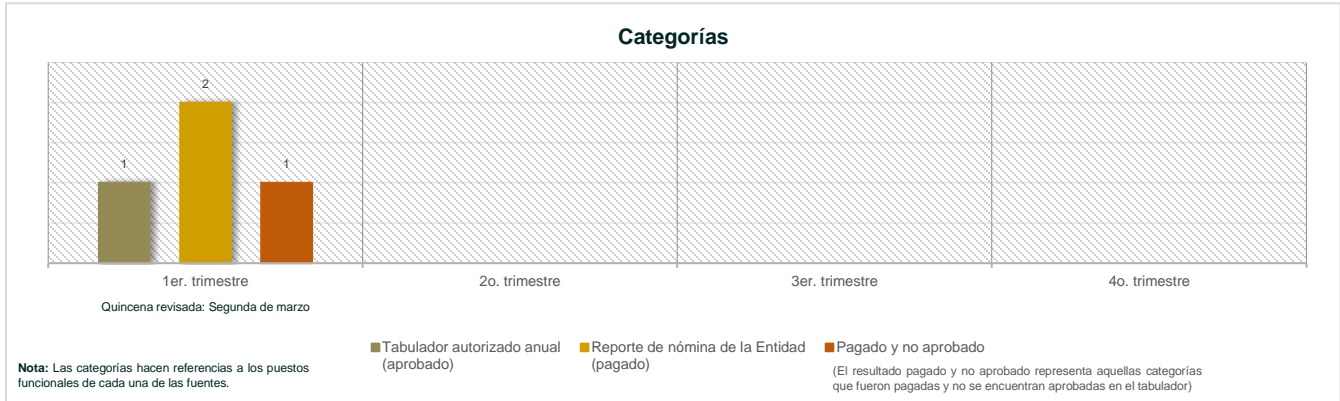 Categorías
1
2
1
1er. trimestre
2o. trimestre
3er. trimestre
4o. trimestre
Quincena revisada: Segunda de marzo
Tabulador autorizado anual
(aprobado)
Reporte de nómina de la Entidad
(pagado)
Pagado y no aprobado
(El resultado pagado y no aprobado representa aquellas categorías
que fueron pagadas y no se encuentran aprobadas en el tabulador)
Nota: Las categorías hacen referencias a los puestos
funcionales de cada una de las fuentes.